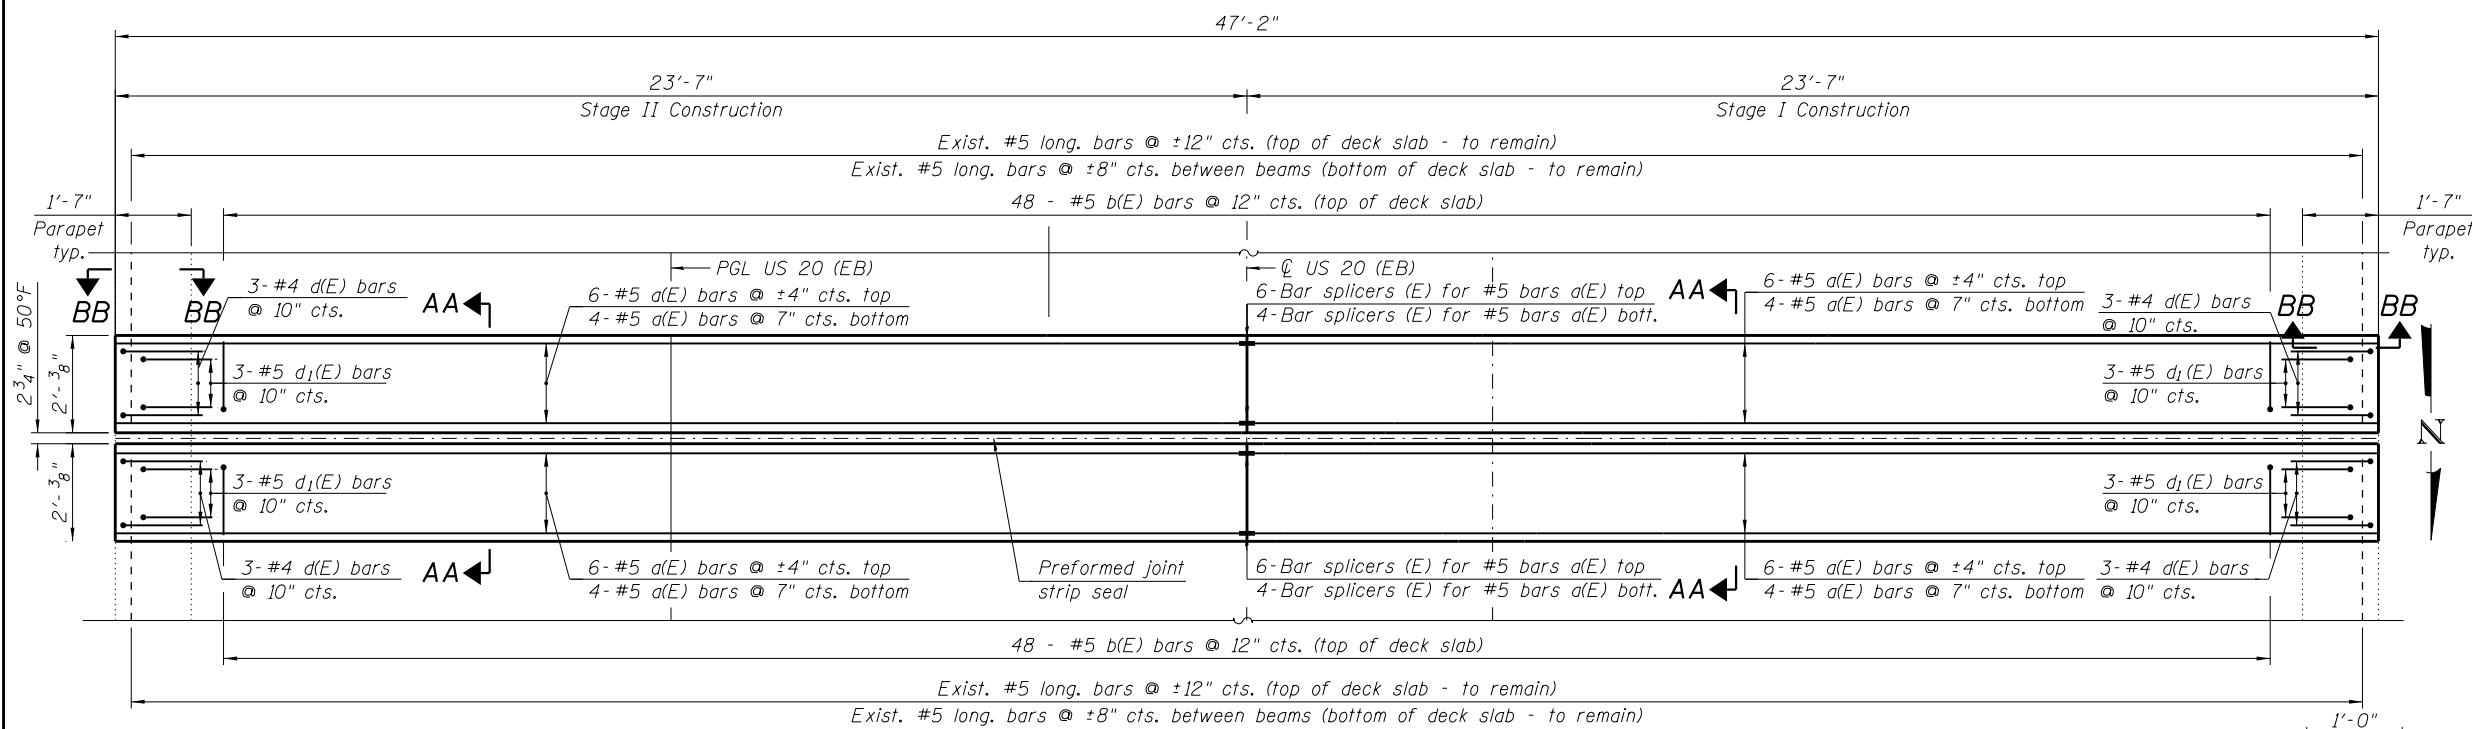 47'-2"
23'-7"
Stage II Construction
23'-7"
Stage I Construction
Exist. #5 long. bars @ ±12" cts. (top of deck slab - to remain)
Exist. #5 long. bars @ ±8" cts. between beams (bottom of deck slab - to remain)
1'-7"
Parapet
typ.
48 - #5 b(E) bars @ 12" cts. (top of deck slab)
1'-7"
Parapet
typ.
PGL US 20 (EB)
℄ US 20 (EB)
BB
BB
3-#4 d(E) bars
@ 10" cts.
AA
6-#5 a(E) bars @ ±4" cts. top
4-#5 a(E) bars @ 7" cts. bottom
6-Bar splicers (E) for #5 bars a(E) top
4-Bar splicers (E) for #5 bars a(E) bott.
AA
6-#5 a(E) bars @ ±4" cts. top
4-#5 a(E) bars @ 7" cts. bottom
3-#4 d(E) bars
@ 10" cts.
BB
BB
2 3/4" @ 50°F
2'-3/8"
3-#5 d1(E) bars
@ 10" cts.
3-#5 d1(E) bars
@ 10" cts.
N
2'-3/8"
3-#5 d1(E) bars
@ 10" cts.
3-#5 d1(E) bars
@ 10" cts.
3-#4 d(E) bars
@ 10" cts.
AA
6-#5 a(E) bars @ ±4" cts. top
4-#5 a(E) bars @ 7" cts. bottom
Preformed joint
strip seal
6-Bar splicers (E) for #5 bars a(E) top
4-Bar splicers (E) for #5 bars a(E) bott.
AA
6-#5 a(E) bars @ ±4" cts. top
4-#5 a(E) bars @ 7" cts. bottom
3-#4 d(E) bars
@ 10" cts.
48 - #5 b(E) bars @ 12" cts. (top of deck slab)
Exist. #5 long. bars @ ±12" cts. (top of deck slab - to remain)
Exist. #5 long. bars @ ±8" cts. between beams (bottom of deck slab - to remain)
1'-0"